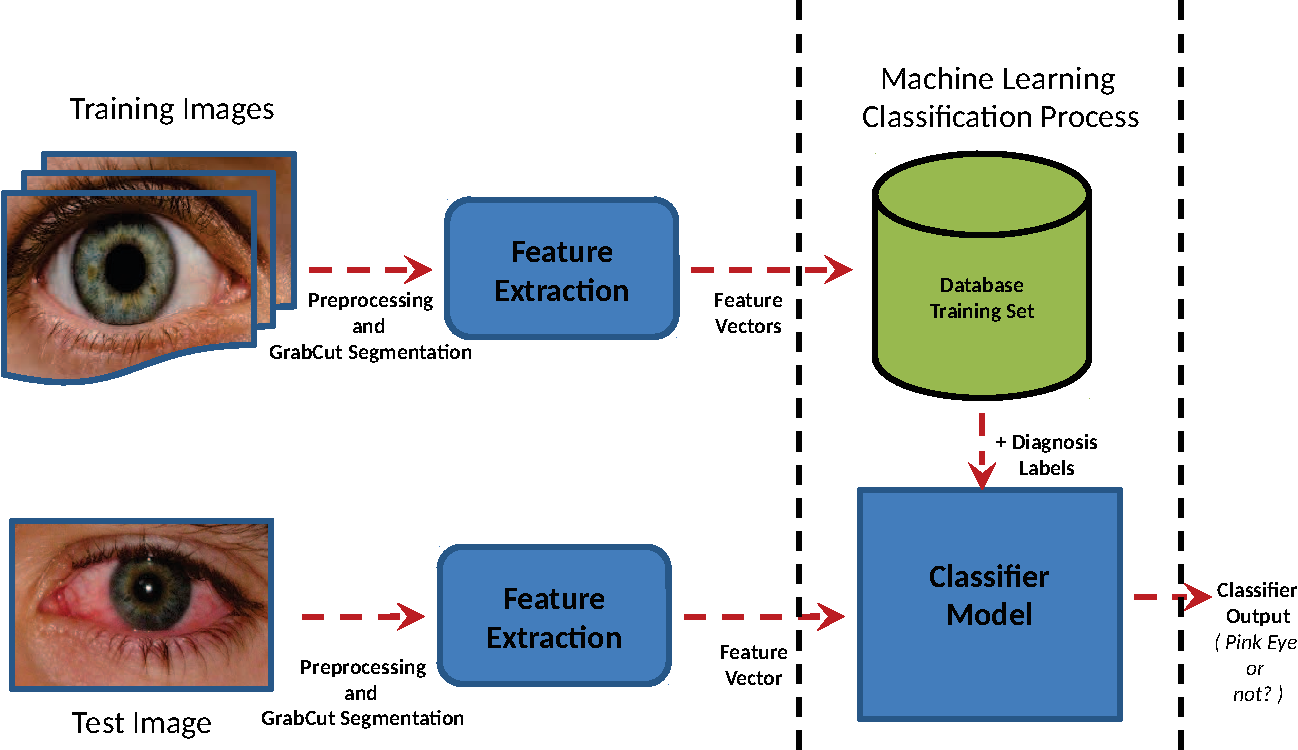 Training Images
Machine Learning
Classification Process
Feature
Extraction
Preprocessing
and
GrabCut Segmentation
Feature
Vectors
Database
Training Set
+ Diagnosis
Labels
Test Image
Preprocessing
and
GrabCut Segmentation
Feature
Extraction
Feature
Vector
Classifier
Model
Classifier
Output
( Pink Eye
or
not? )